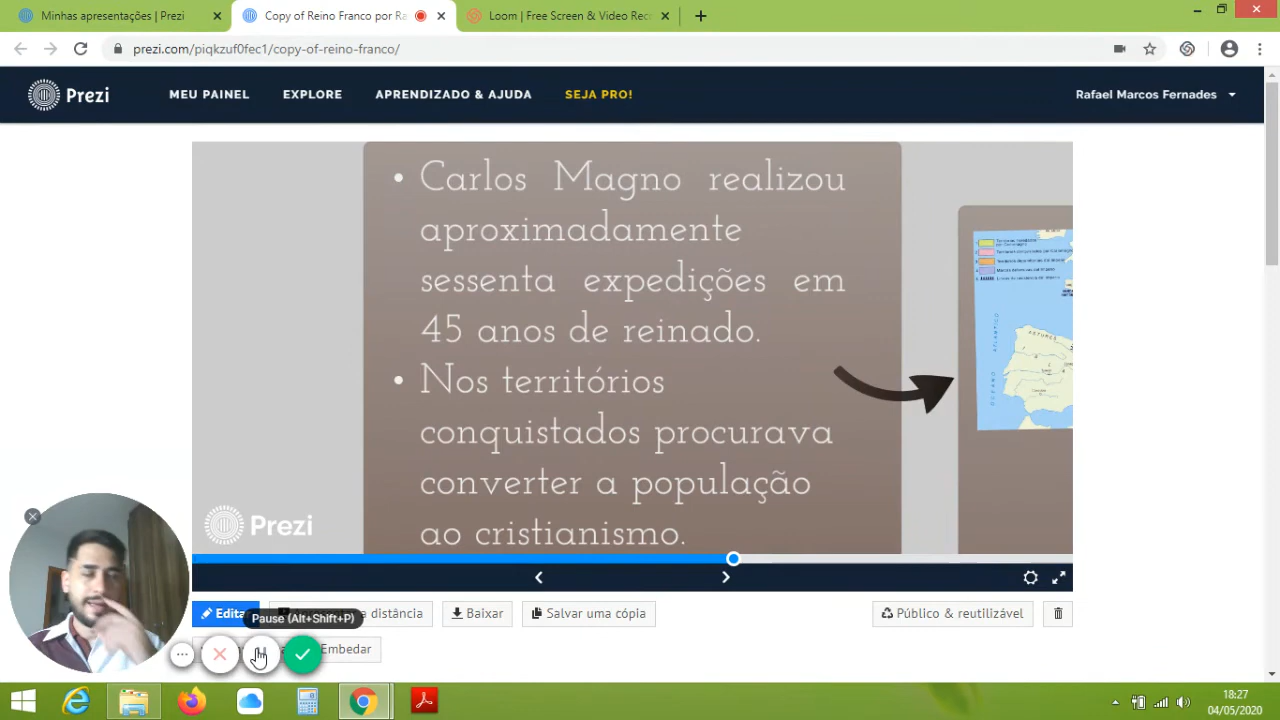 Minhas apresentações | Prezi
Copy of Reino Franco por Ra
Loom | Free Screen & Video Rec
prezi.com/piqkzuf0fec1/copy-of-reino-franco/
Prezi
MEU PAINEL
EXPLORE
APRENDIZADO & AJUDA
SEJA PRO!
Rafael Marcos Fernades
• Carlos Magno realizou
aproximadamente
sessenta expedições em
45 anos de reinado.
• Nos territórios
conquistados procurava
converter a população
ao cristianismo.
Prezi
Edita
a distância
Baixar
Salvar uma cópia
Público & reutilizável
Pause (Alt+Shift+P)
Embedar
18:27
04/05/2020